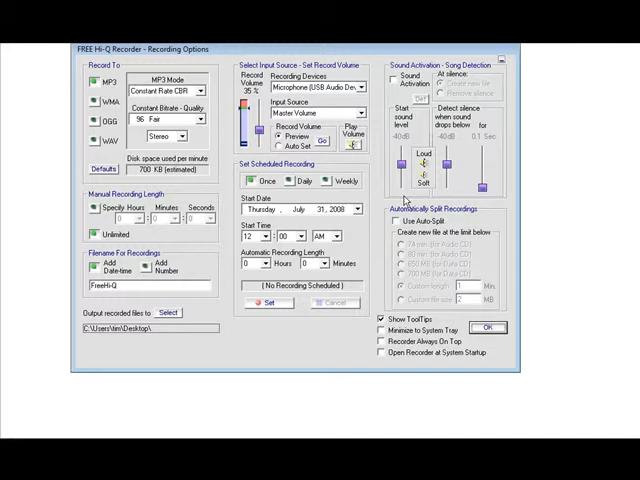 FREE Hi-Q Recorder - Recording Options
Record To
MP3
WMA
OGG
WAV
MP3 Mode
Constant Rate CBR
Constant Bitrate - Quality
96 Fair
Stereo
Disk space used per minute
Defaults
700 KB (estimated)
Manual Recording Length
Specify Hours Minutes Seconds
0 : 0 : 0
Unlimited
Filename For Recordings
Add Date-time
Add Number
FreeHi-Q
Output recorded files to Select
C:\Users\tim\Desktop\
Select Input Source - Set Record Volume
Record Volume
35 %
Recording Devices
Microphone (USB Audio Dev
Input Source
Master Volume
Record Volume
Preview
Auto Set
Go
Play Volume
Set Scheduled Recording
Once Daily Weekly
Start Date
Thursday , July 31, 2008
Start Time
12 : 00 AM
Automatic Recording Length
0 Hours 0 Minutes
( No Recording Scheduled )
Set Cancel
Sound Activation - Song Detection
Sound Activation
At silence:
Create new file
Remove silence
Def
Start sound level
-40dB
Loud
Soft
Detect silence when sound drops below for
-40dB 0.1 Sec
Automatically Split Recordings
Use Auto-Split
Create new file at the limit below
74 min (for Audio CD)
80 min (for Audio CD)
650 MB (for Data CD)
700 MB (for Data CD)
Custom length 1 Min.
Custom file size 2 MB
Show ToolTips
Minimize to System Tray
Recorder Always On Top
Open Recorder at System Startup
OK